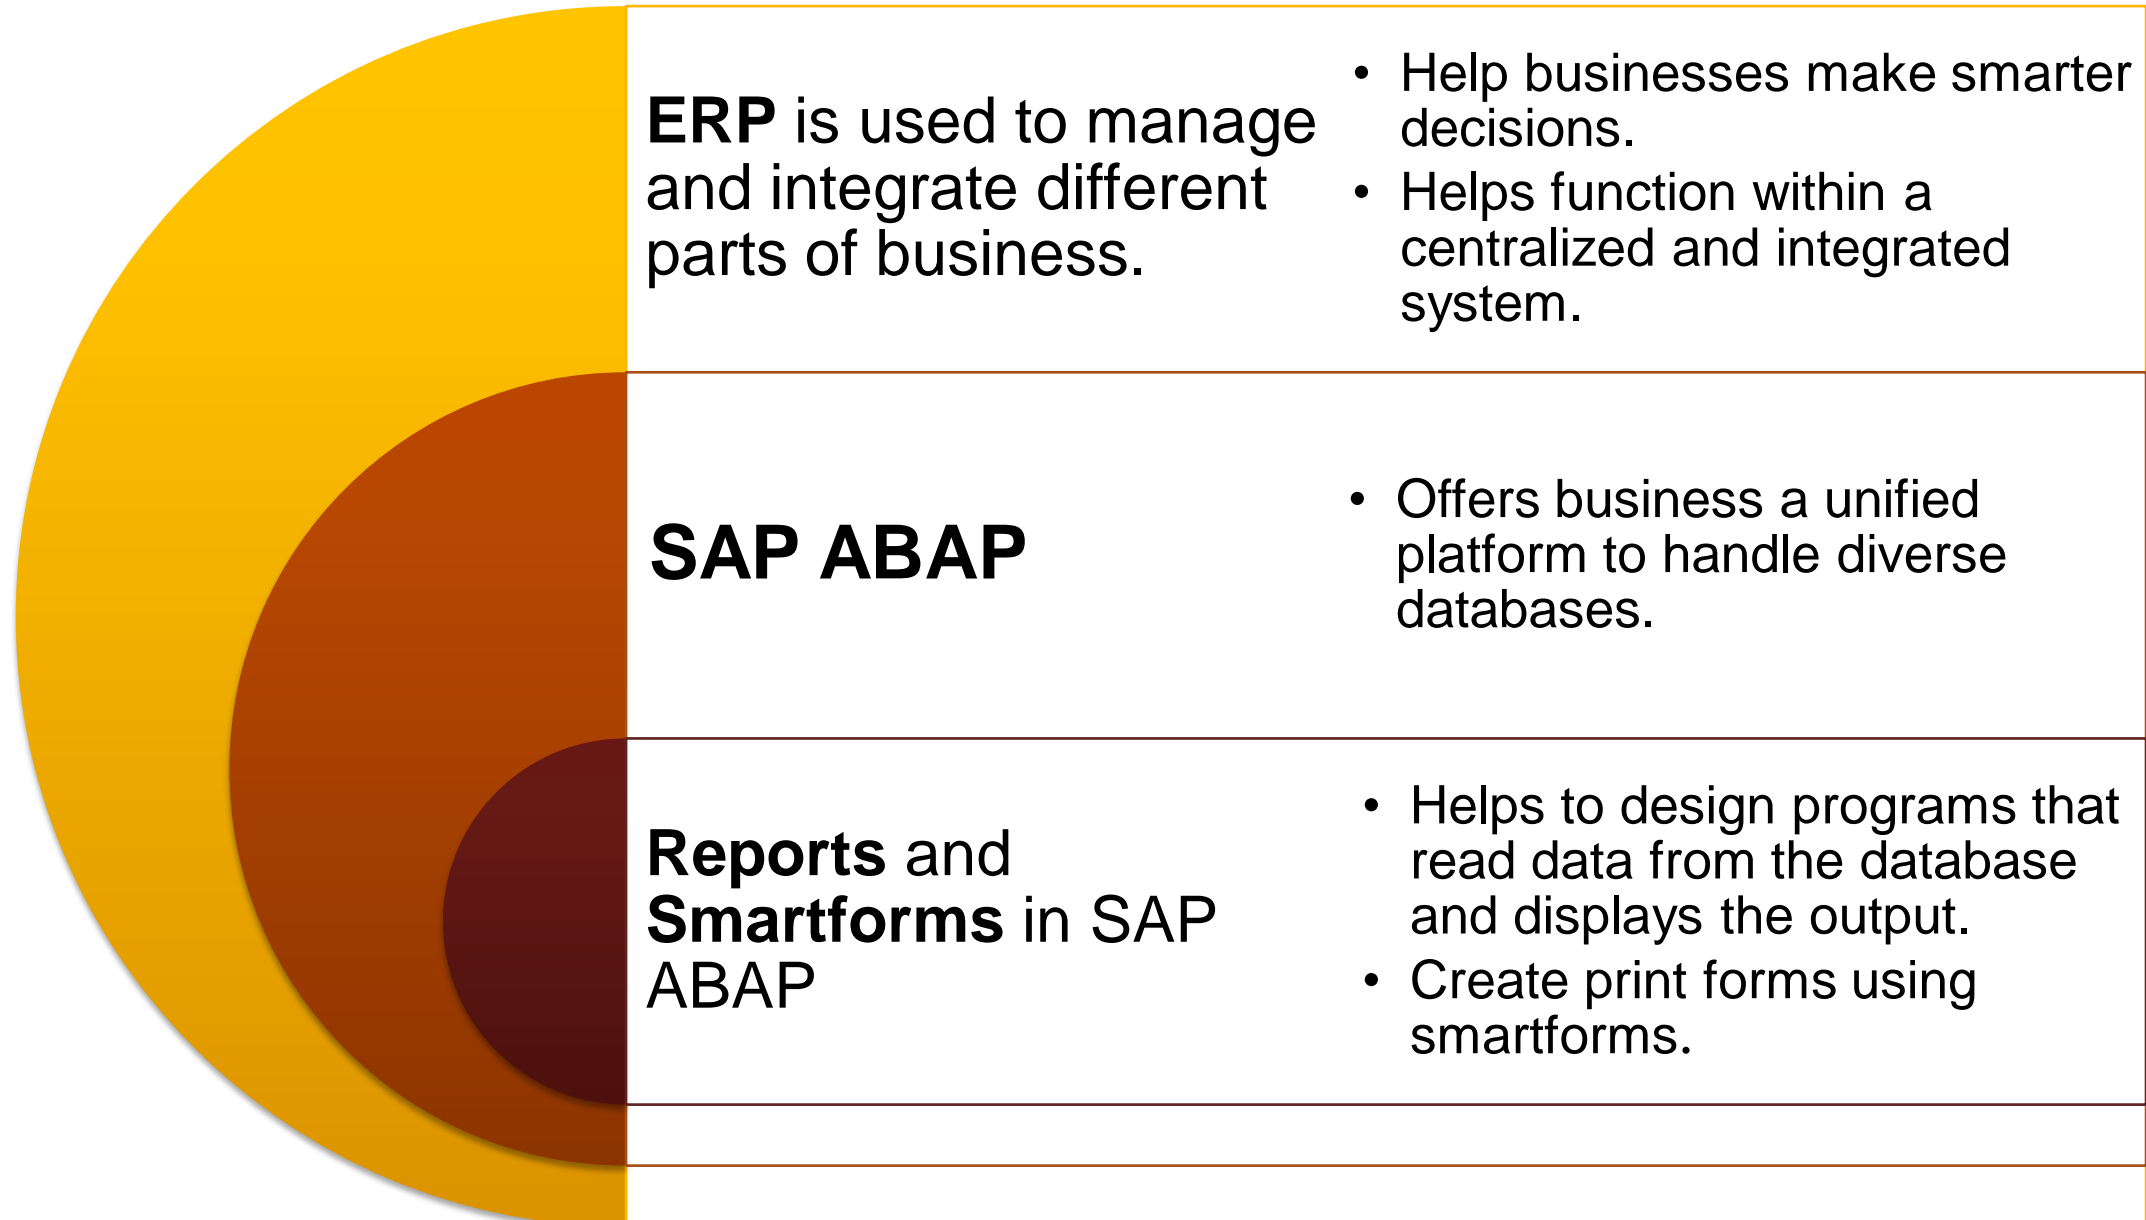 ERP is used to manage
and integrate different
parts of business.
• Help businesses make smarter
decisions.
• Helps function within a
centralized and integrated
system.
SAP ABAP
• Offers business a unified
platform to handle diverse
databases.
Reports and
Smartforms in SAP
ABAP
• Helps to design programs that
read data from the database
and displays the output.
• Create print forms using
smartforms.